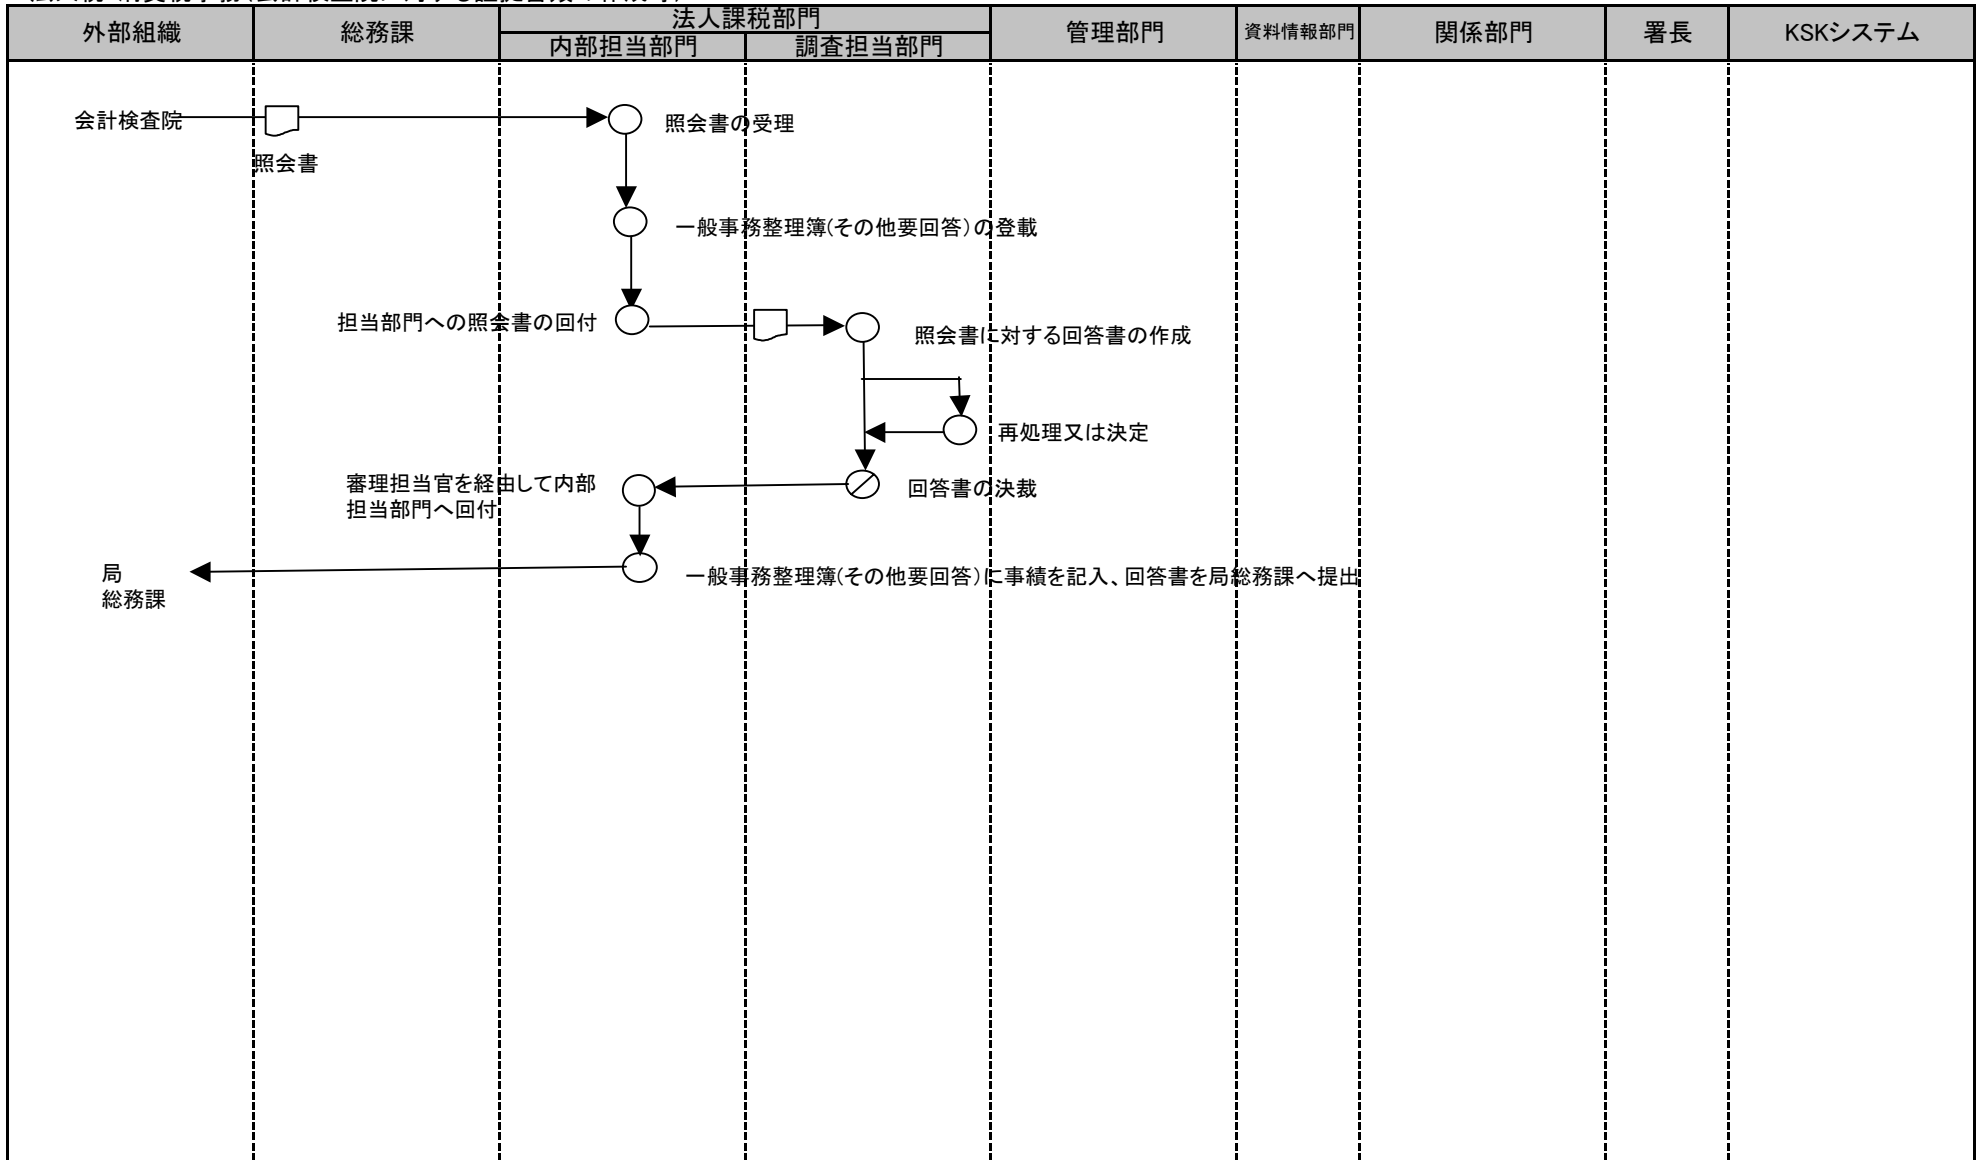 外部組織
総務課
法人課税部門
内部担当部門
調査担当部門
管理部門
資料情報部門
関係部門
署長
KSKシステム
会計検査院
照会書の受理
照会書
一般事務整理簿(その他要回答)の登載
担当部門への照会書の回付
照会書に対する回答書の作成
再処理又は決定
審理担当官を経由して内部
担当部門へ回付
回答書の決裁
局
総務課
一般事務整理簿(その他要回答)に事績を記入、回答書を局総務課へ提出